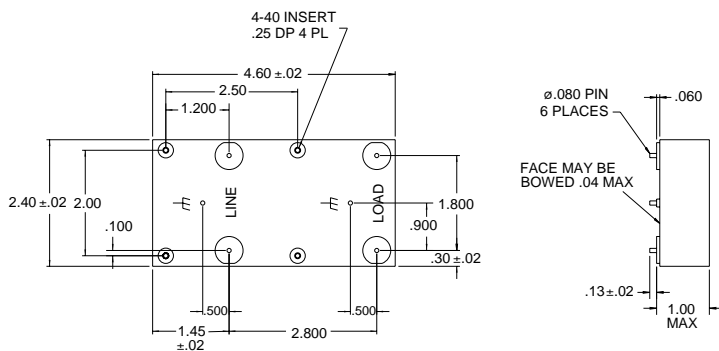 4-40 INSERT
.25 DP 4 PL
4.60 ±.02
2.50
1.200
2.40 ±.02
2.00
.100
LINE
LOAD
1.800
.900
.30 ±.02
.500
.500
1.45
±.02
2.800
ø.080 PIN
6 PLACES
.060
FACE MAY BE
BOWED .04 MAX
.13±.02
1.00
MAX